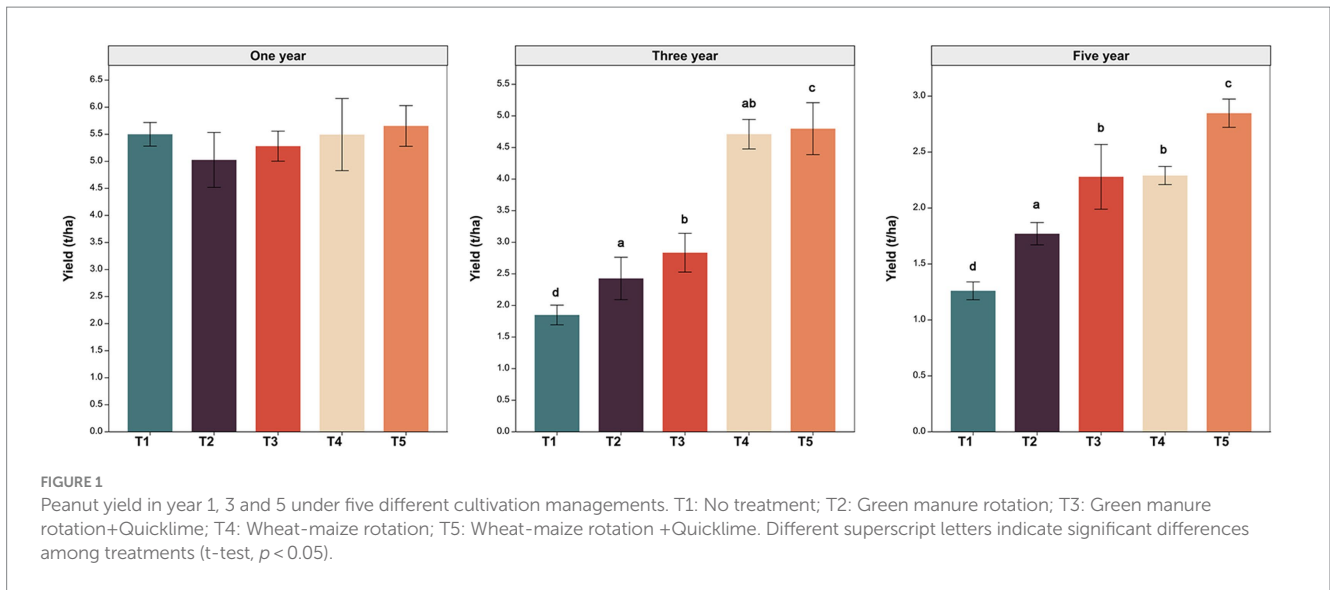 One year
Yield (t/ha)
6.5
6.0
5.5
5.0
4.5
4.0
3.5
3.0
2.5
2.0
1.5
1.0
0.5
0.0
T1 T2 T3 T4 T5
Three year
Yield (t/ha)
5.5
5.0
4.5
4.0
3.5
3.0
2.5
2.0
1.5
1.0
0.5
0.0
d a b ab c
T1 T2 T3 T4 T5
Five year
Yield (t/ha)
3.0
2.5
2.0
1.5
1.0
0.5
0.0
d a b b c
T1 T2 T3 T4 T5
FIGURE 1
Peanut yield in year 1, 3 and 5 under five different cultivation managements. T1: No treatment; T2: Green manure rotation; T3: Green manure
rotation+Quicklime; T4: Wheat-maize rotation; T5: Wheat-maize rotation +Quicklime. Different superscript letters indicate significant differences
among treatments (t-test, p < 0.05).